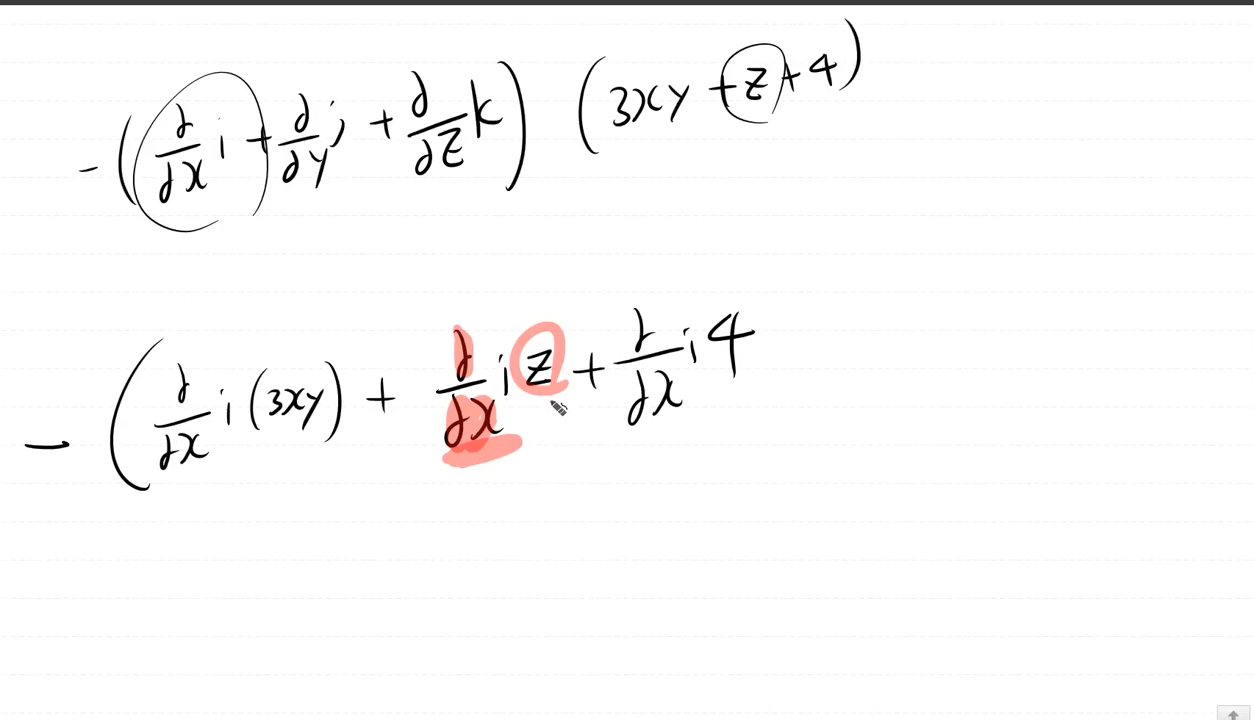 - (∂/∂x i + ∂/∂y j + ∂/∂z k) (3xy + z + 4)
- (∂/∂x i (3xy) + ∂/∂x i z + ∂/∂x i 4